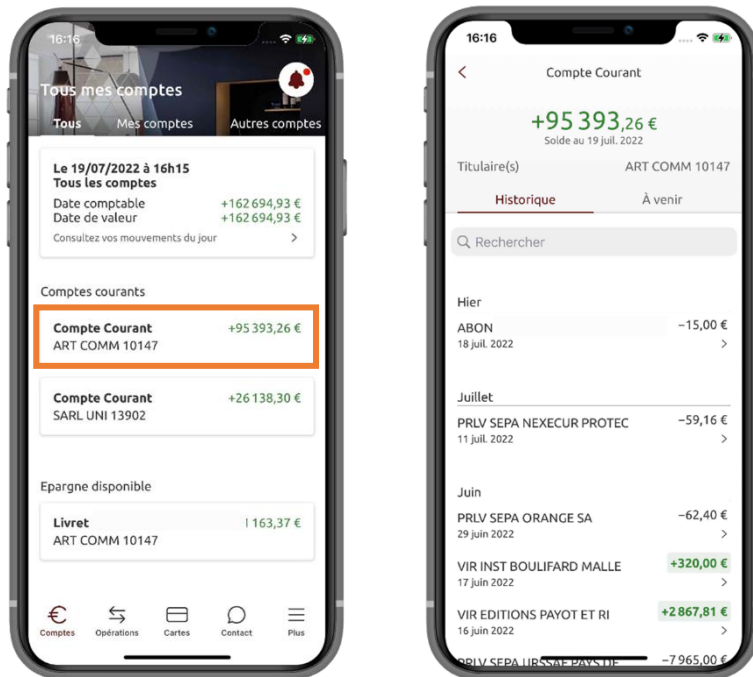 16:16
Tous mes comptes
Tous Mes comptes Autres comptes
Le 19/07/2022 à 16h15
Tous les comptes
Date comptable +162 694,93 €
Date de valeur +162 694,93 €
Consultez vos mouvements du jour >
Comptes courants
Compte Courant +95 393,26 €
ART COMM 10147
Compte Courant +26 138,30 €
SARL UNI 13902
Epargne disponible
Livret 163,37 €
ART COMM 10147
Comptes Opérations Cartes Contact Plus
16:16
Compte Courant
+95 393,26 €
Solde au 19 juil. 2022
Titulaire(s) ART COMM 10147
Historique À venir
Rechercher
Hier
ABON −15,00 €
18 juil. 2022 >
Juillet
PRLV SEPA NEXECUR PROTEC −59,16 €
11 juil. 2022 >
Juin
PRLV SEPA ORANGE SA −62,40 €
29 juin 2022 >
VIR INST BOULIFARD MALLE +320,00 €
17 juin 2022 >
VIR EDITIONS PAYOT ET RI +2 867,81 €
16 juin 2022 >
PRLV SEPA URSSAF PAYS DE −7 965,00 €